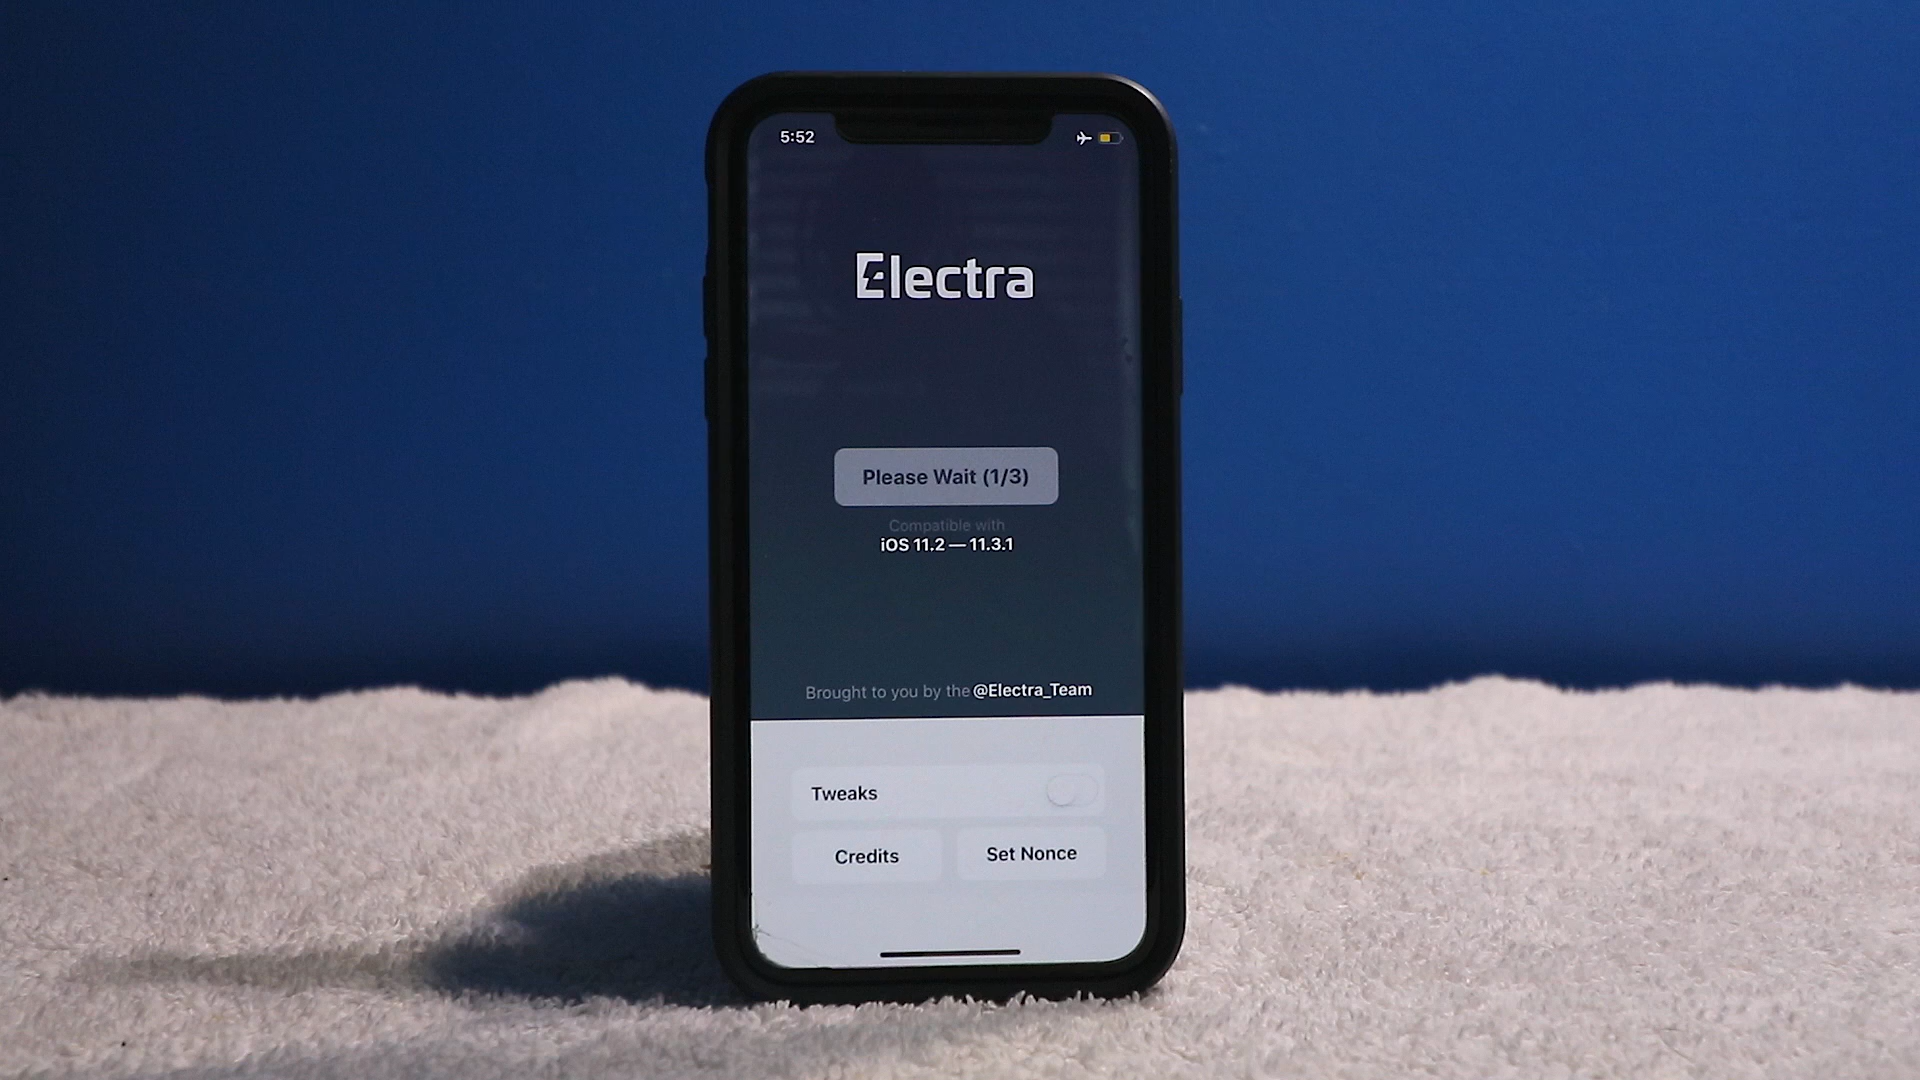 5:52
Electra
Please Wait (1/3)
Compatible with
iOS 11.2 — 11.3.1
Brought to you by the @Electra_Team
Tweaks
Credits
Set Nonce